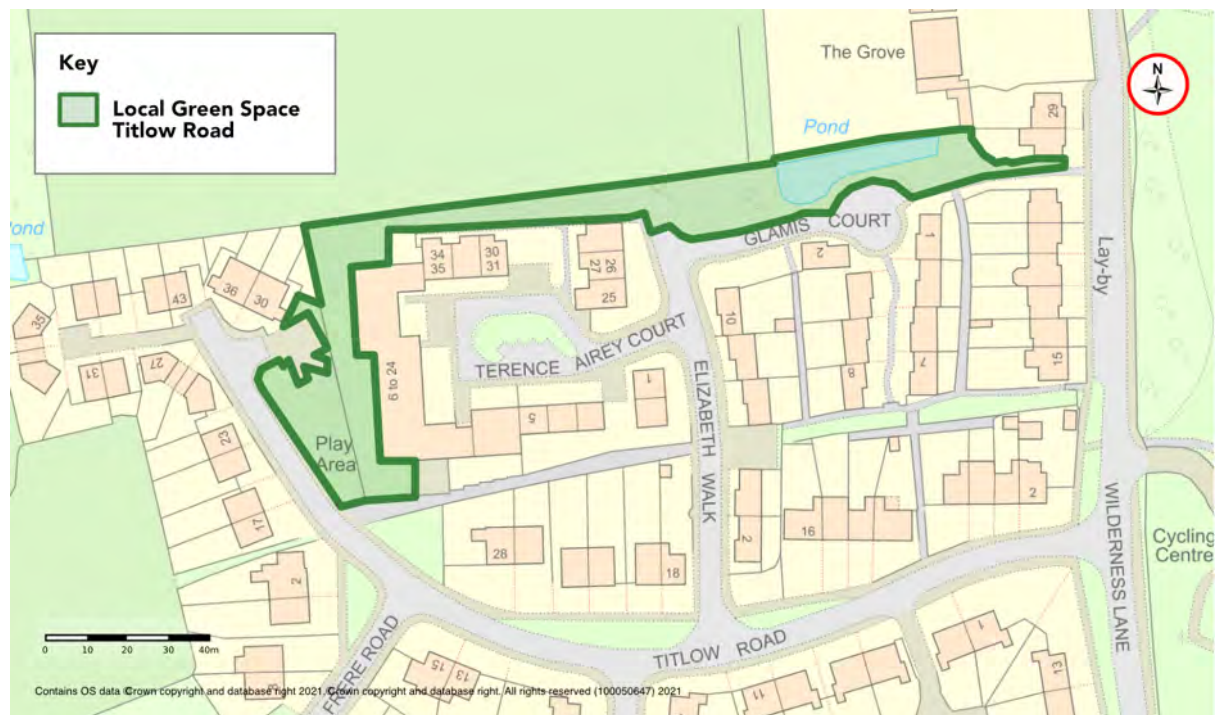 Key
Local Green Space
Titlow Road
N
The Grove
29
Pond
Pond
GLAMIS COURT
Lay-by
34
35
30
31
26
27
25
2
1
36
30
43
35
31
27
10
TERENCE AIREY COURT
6 to 24
1
5
8
7
15
ELIZABETH WALK
Play
Area
23
17
2
28
18
2
16
2
WILDERNESS LANE
Cycling
Centre
TITLOW ROAD
FRERE ROAD
15
13
11
1
13
0 10 20 30 40m
Contains OS data ©Crown copyright and database right 2021, Crown copyright and database right. All rights reserved (100050647) 2021